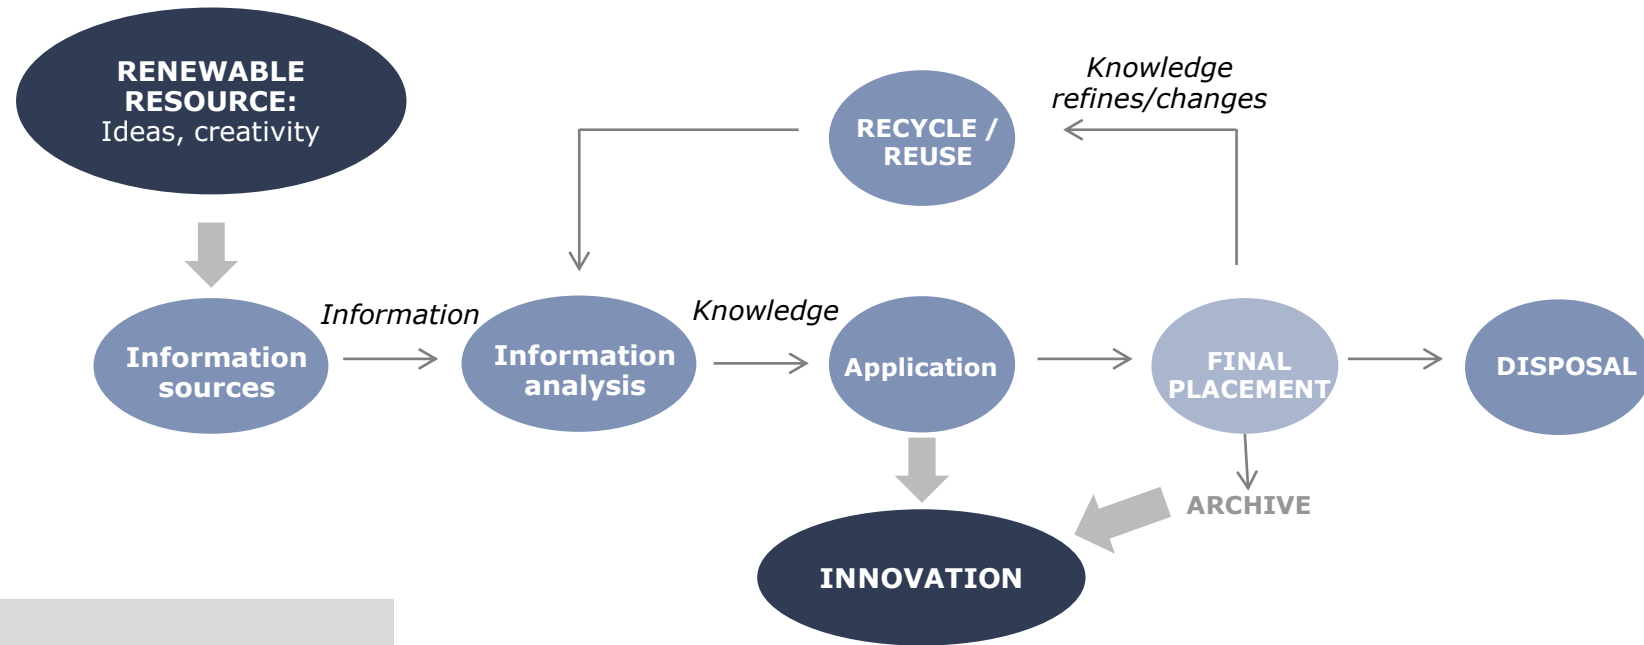 RENEWABLE
RESOURCE:
Ideas, creativity
Knowledge
refines/changes
RECYCLE /
REUSE
Information
Knowledge
Information
sources
Information
analysis
Application
FINAL
PLACEMENT
DISPOSAL
ARCHIVE
INNOVATION